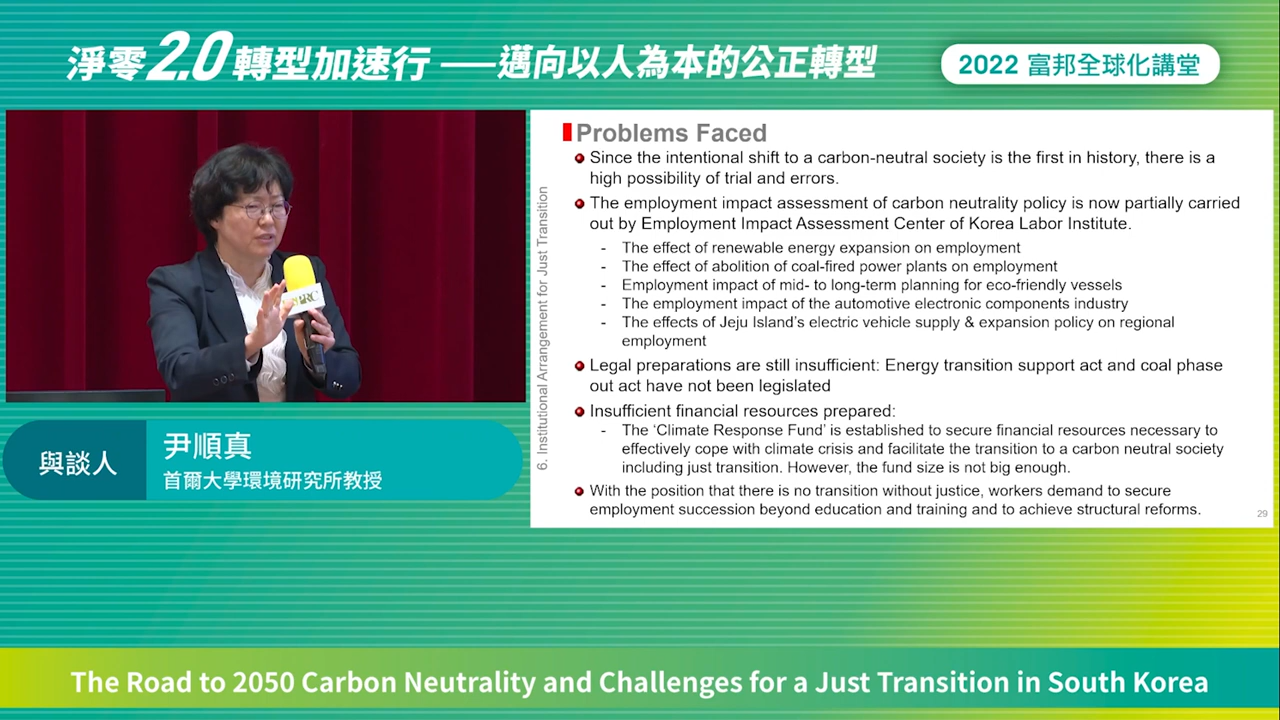 淨零2.0轉型加速行——邁向以人為本的公正轉型
2022 富邦全球化講堂
與談人
尹順真
首爾大學環境研究所教授
6. Institutional Arrangement for Just Transition
Problems Faced
Since the intentional shift to a carbon-neutral society is the first in history, there is a
high possibility of trial and errors.
The employment impact assessment of carbon neutrality policy is now partially carried
out by Employment Impact Assessment Center of Korea Labor Institute.
- The effect of renewable energy expansion on employment
- The effect of abolition of coal-fired power plants on employment
- Employment impact of mid- to long-term planning for eco-friendly vessels
- The employment impact of the automotive electronic components industry
- The effects of Jeju Island's electric vehicle supply & expansion policy on regional
employment
Legal preparations are still insufficient: Energy transition support act and coal phase
out act have not been legislated
Insufficient financial resources prepared:
- The 'Climate Response Fund' is established to secure financial resources necessary to
effectively cope with climate crisis and facilitate the transition to a carbon neutral society
including just transition. However, the fund size is not big enough.
With the position that there is no transition without justice, workers demand to secure
employment succession beyond education and training and to achieve structural reforms.
29
The Road to 2050 Carbon Neutrality and Challenges for a Just Transition in South Korea